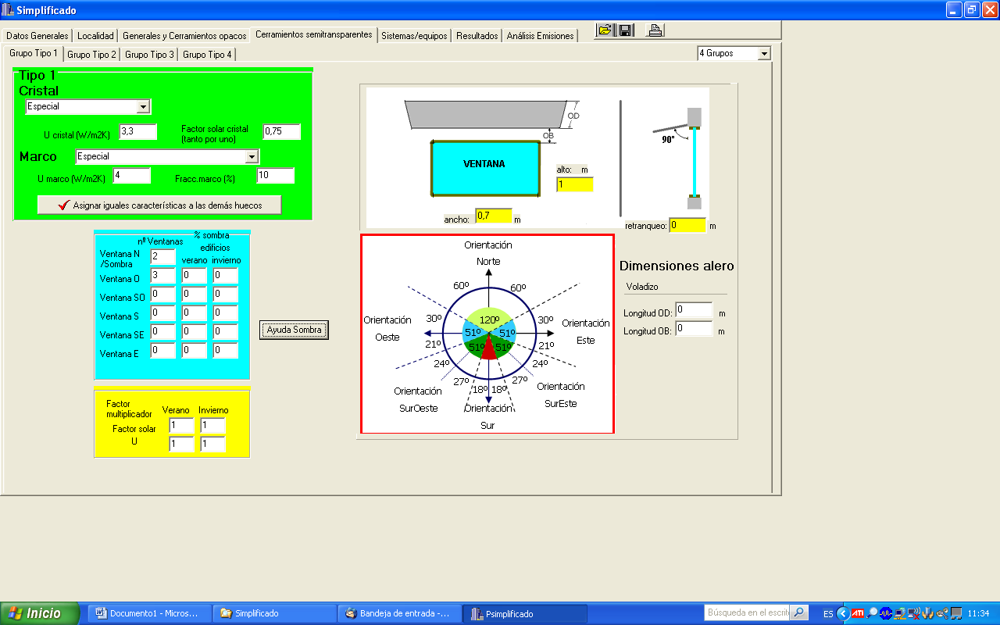 Simplificado
Datos Generales
Localidad
Generales y Cerramientos opacos
Cerramientos semitransparentes
Sistemas/equipos
Resultados
Análisis Emisiones
Grupo Tipo 1
Grupo Tipo 2
Grupo Tipo 3
Grupo Tipo 4
4 Grupos
Tipo 1
Cristal
Especial
U cristal (W/m2K)
3,3
Factor solar cristal
(tanto por uno)
0,75
Marco
Especial
U marco (W/m2K)
4
Fracc.marco (%)
10
Asignar iguales características a las demás huecos
nº Ventanas
% sombra
edificios
verano
invierno
Ventana N
/Sombra
2
Ventana O
3
0
0
Ventana SO
0
0
0
Ventana S
0
0
0
Ventana SE
0
0
0
Ventana E
0
0
0
Ayuda Sombra
Factor
multiplicador
Verano
Invierno
Factor solar
1
1
U
1
1
OD
OB
VENTANA
alto:
m
1
ancho:
0,7
m
90º
retranqueo:
0
m
Orientación
Norte
60º
60º
30º
120º
30º
Orientación
Oeste
51º
51º
Orientación
Este
21º
51º
51º
21º
24º
24º
27º
18º
18º
27º
Orientación
SurOeste
Orientación
Sur
Orientación
SurEste
Dimensiones alero
Voladizo
Longitud OD:
0
m
Longitud OB:
0
m
Inicio
Documento1 - Micros...
Simplificado
Bandeja de entrada -...
Psimplificado
Búsqueda en el escrit
ES
ATI
11:34